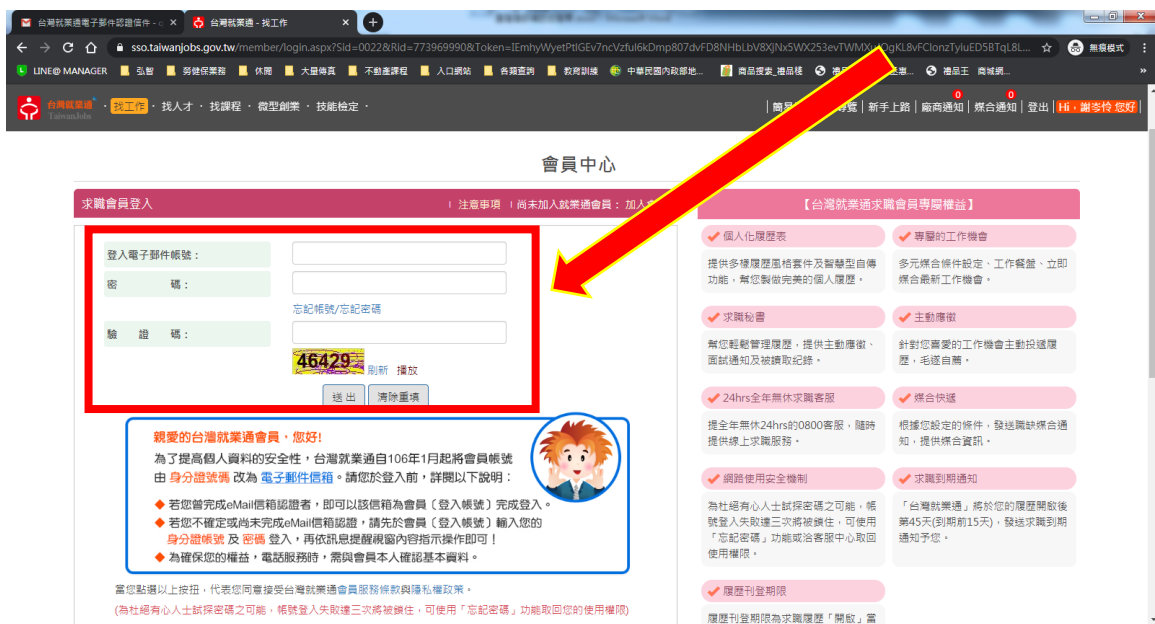 台灣就業通電子郵件認證信件 - c
台灣就業通 - 找工作
sso.taiwanjobs.gov.tw/member/login.aspx?Sid=0022&Rid=773969990&Token=IEmhyWyetPtIGEv7ncVzful6kDmp807dvFD8NHbLbV8XJNx5WX253evTWMX
gKL8vFClonzTyluED5BTqL8L...
無痕模式
LINE@ MANAGER 弘智 勞健保業務 休閒 大量傳真 不動產課程 人口網站 各類查詢 教育訓練 中華民國內政部地... 商品搜索_禮品棧
禮品王 商城網... »
台灣就業通 · 找工作 · 找人才 · 找課程 · 微型創業 · 技能檢定 ·
TaiwanJobs
0 0
覽 | 新手上路 | 廠商通知 | 媒合通知 | 登出 | Hi,謝岑怜 您好 |
會員中心
求職會員登入
| 注意事項 | 尚未加入就業通會員: 加入
【台灣就業通求職會員專屬權益】
登入電子郵件帳號:
密 碼:
忘記帳號/忘記密碼
驗 證 碼:
46429 刷新 播放
送 出 清除重填
親愛的台灣就業通會員,您好!
為了提高個人資料的安全性,台灣就業通自106年1月起將會員帳號
由 身分證號碼 改為 電子郵件信箱。請您於登入前,詳閱以下說明:
◆ 若您曾完成eMail信箱認證者,即可以該信箱為會員〔登入帳號〕完成登入。
◆ 若您不確定或尚未完成eMail信箱認證,請先於會員〔登入帳號〕輸入您的
身分證帳號 及 密碼 登入,再依訊息提醒視窗內容指示操作即可!
◆ 為確保您的權益,電話服務時,需與會員本人確認基本資料。
當您點選以上按扭,代表您同意接受台灣就業通會員服務條款與隱私權政策。
(為杜絕有心人士試探密碼之可能,帳號登入失敗達三次將被鎖住,可使用「忘記密碼」功能取回您的使用權限)
個人化履歷表
提供多樣履歷風格套件及智慧型自傳
功能,幫您製做完美的個人履歷。
專屬的工作機會
多元媒合條件設定、工作餐盤、立即
媒合最新工作機會。
求職秘書
幫您輕鬆管理履歷,提供主動應徵、
面試通知及被讀取紀錄。
主動應徵
針對您喜愛的工作機會主動投遞履
歷,毛遂自薦。
24hrs全年無休求職客服
提全年無休24hrs的0800客服,隨時
提供線上求職服務。
媒合快遞
根據您設定的條件,發送職缺媒合通
知,提供媒合資訊。
網路使用安全機制
為杜絕有心人士試探密碼之可能,帳
號登入失敗達三次將被鎖住,可使用
「忘記密碼」功能或洽客服中心取回
使用權限。
求職到期通知
「台灣就業通」將於您的履歷開啟後
第45天(到期前15天),發送求職到期
通知予您。
履歷刊登期限
履歷刊登期限為求職履歷「開啟」當